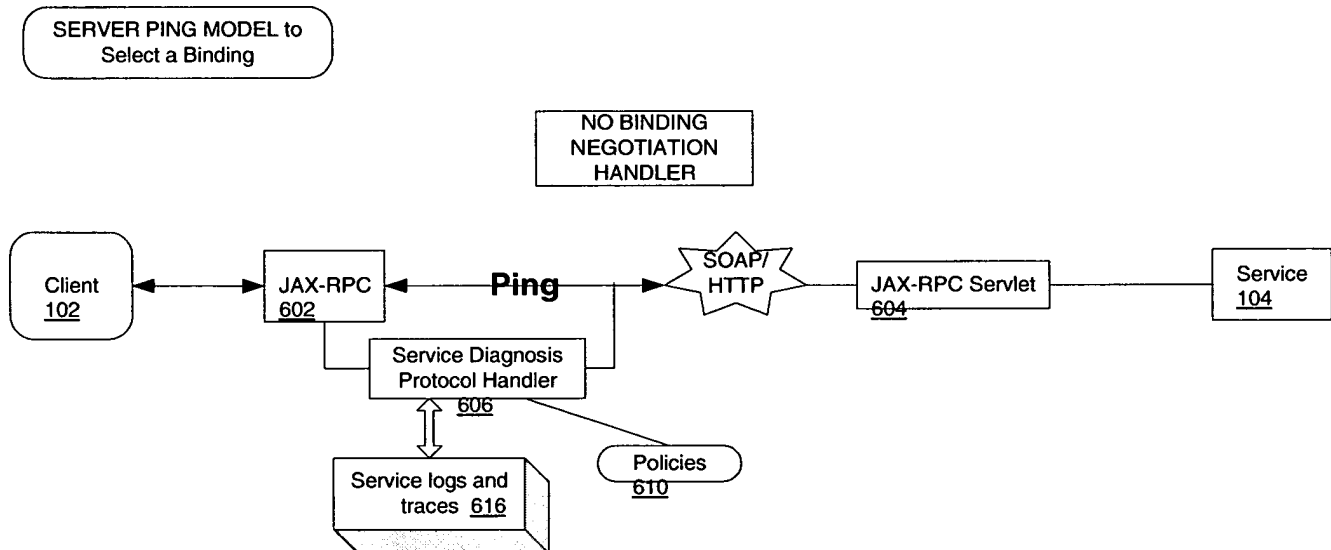 SERVER PING MODEL to
Select a Binding
NO BINDING
NEGOTIATION
HANDLER
Client
102
JAX-RPC
602
Ping
SOAP/
HTTP
JAX-RPC Servlet
604
Service
104
Service Diagnosis
Protocol Handler
606
Policies
610
Service logs and
traces 616